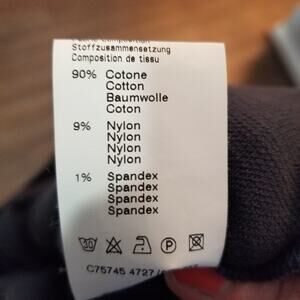 Stoffzusammensetzung
Composition de tissu
90% Cotone
Cotton
Baumwolle
Coton
9% Nylon
Nylon
Nylon
Nylon
1% Spandex
Spandex
Spandex
Spandex
30
P
C75745 4727